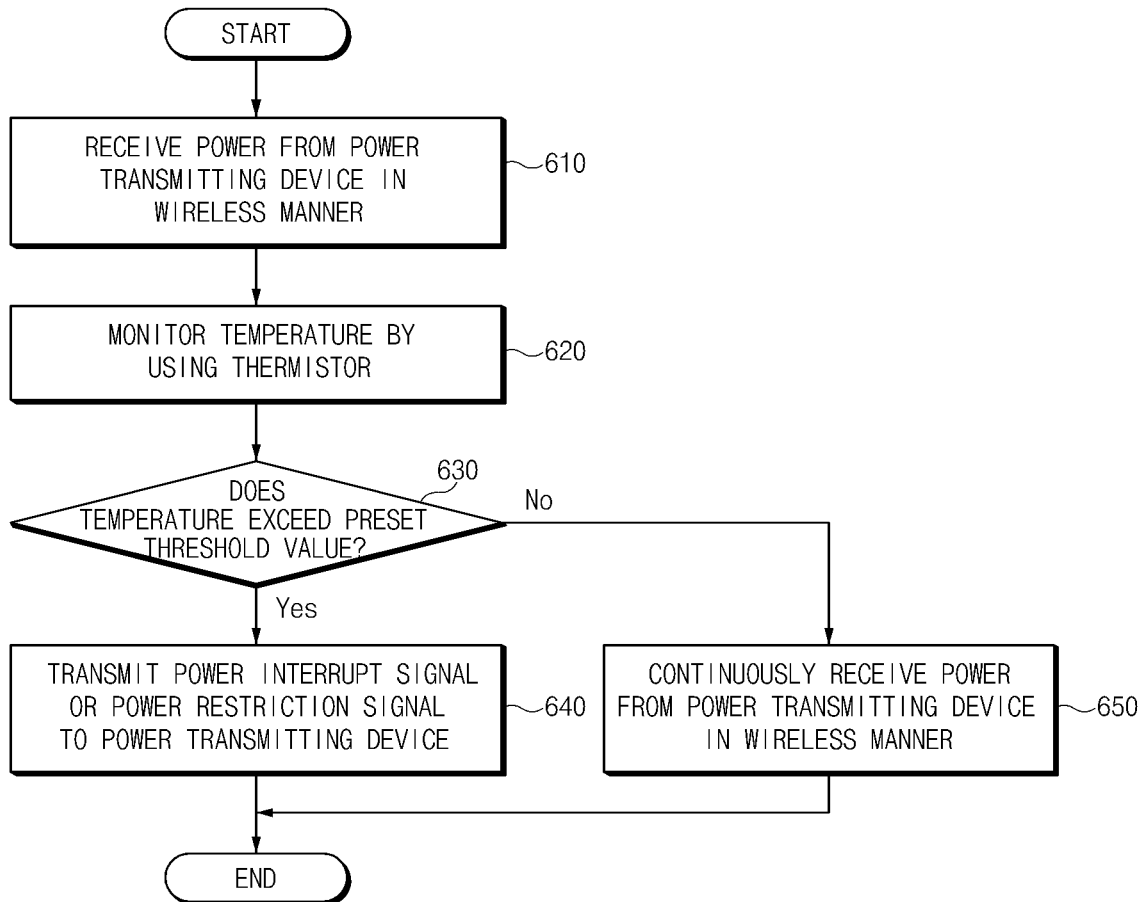 START
RECEIVE POWER FROM POWER
TRANSMITTING DEVICE IN
WIRELESS MANNER
610
MONITOR TEMPERATURE BY
USING THERMISTOR
620
630
DOES
TEMPERATURE EXCEED PRESET
THRESHOLD VALUE?
No
Yes
TRANSMIT POWER INTERRUPT SIGNAL
OR POWER RESTRICTION SIGNAL
TO POWER TRANSMITTING DEVICE
640
CONTINUOUSLY RECEIVE POWER
FROM POWER TRANSMITTING DEVICE
IN WIRELESS MANNER
650
END